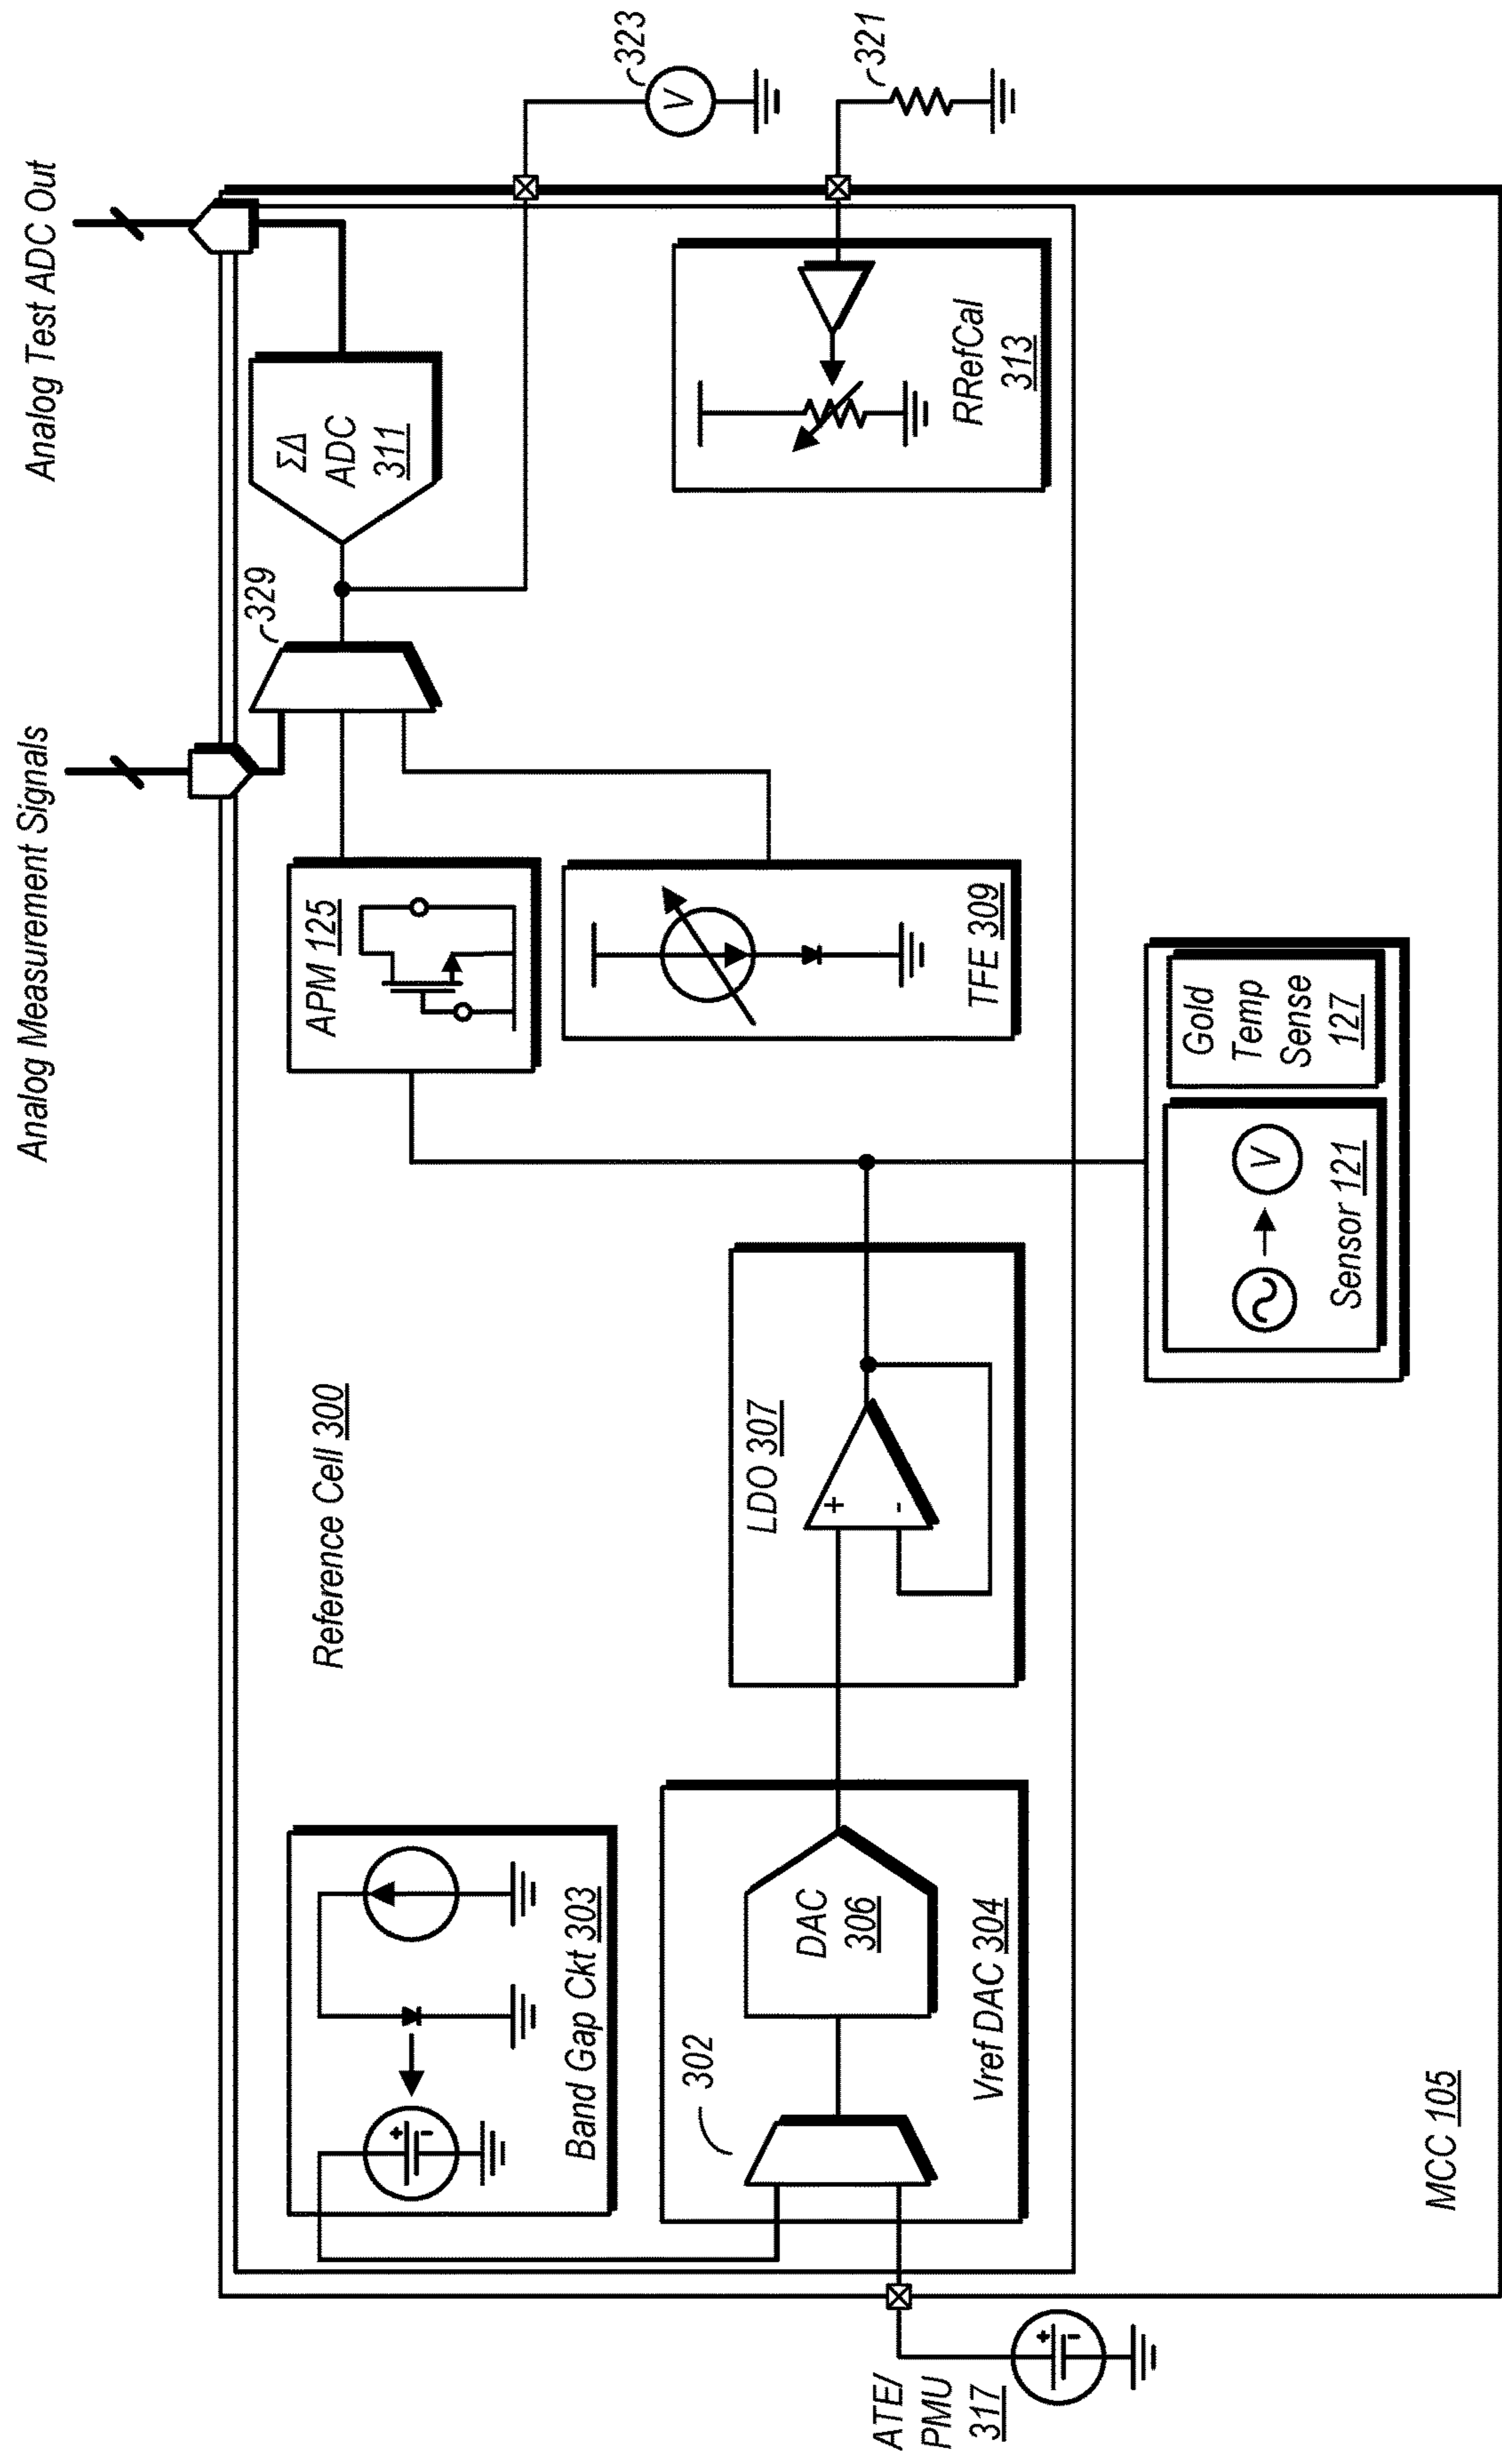 Analog Measurement Signals
Analog Test ADC Out
Reference Cell 300
329
ΣΔ
ADC
311
APM 125
323
V
Band Gap Ckt 303
+
-
TFE 309
302
DAC
306
Vref DAC 304
LDO 307
+
-
RRefCal
313
321
ATE/
PMU
317
+
-
V
Sensor 121
Gold
Temp
Sense
127
MCC 105